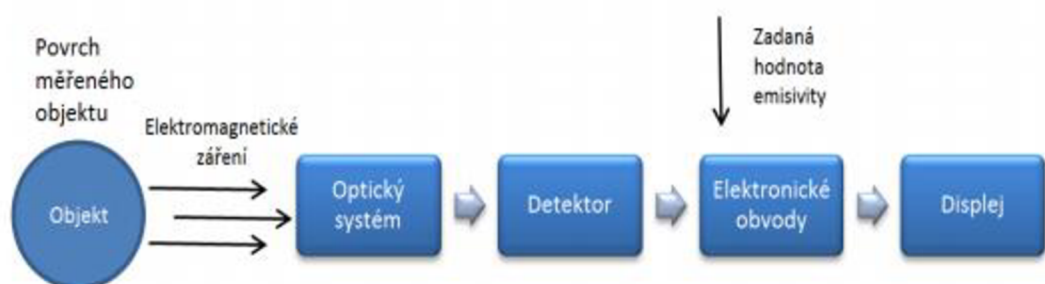 Povrch
měřeného
objektu
Elektromagnetické
záření
Zadaná
hodnota
emisivity
Objekt
Optický
systém
Detektor
Elektronické
obvody
Displej